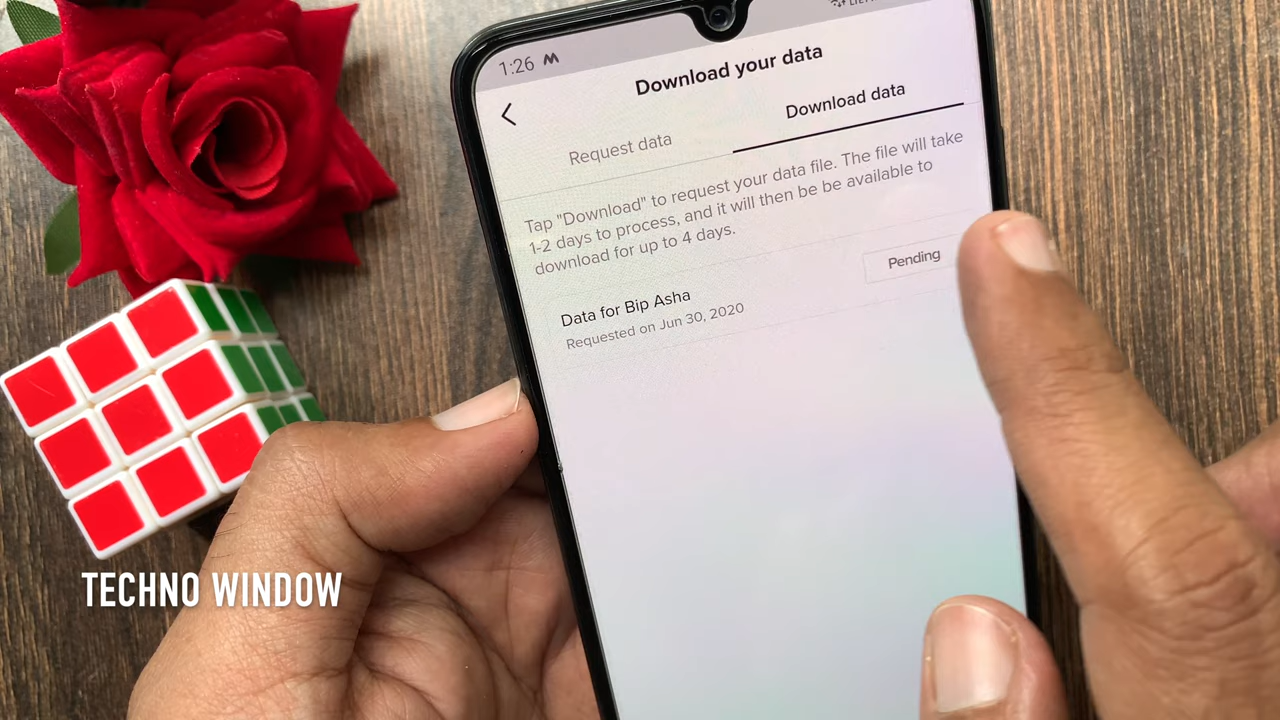 1:26
Download your data
Request data
Download data
Tap "Download" to request your data file. The file will take
1-2 days to process, and it will then be be available to
download for up to 4 days.
Data for Bip Asha
Pending
Requested on Jun 30, 2020
TECHNO WINDOW